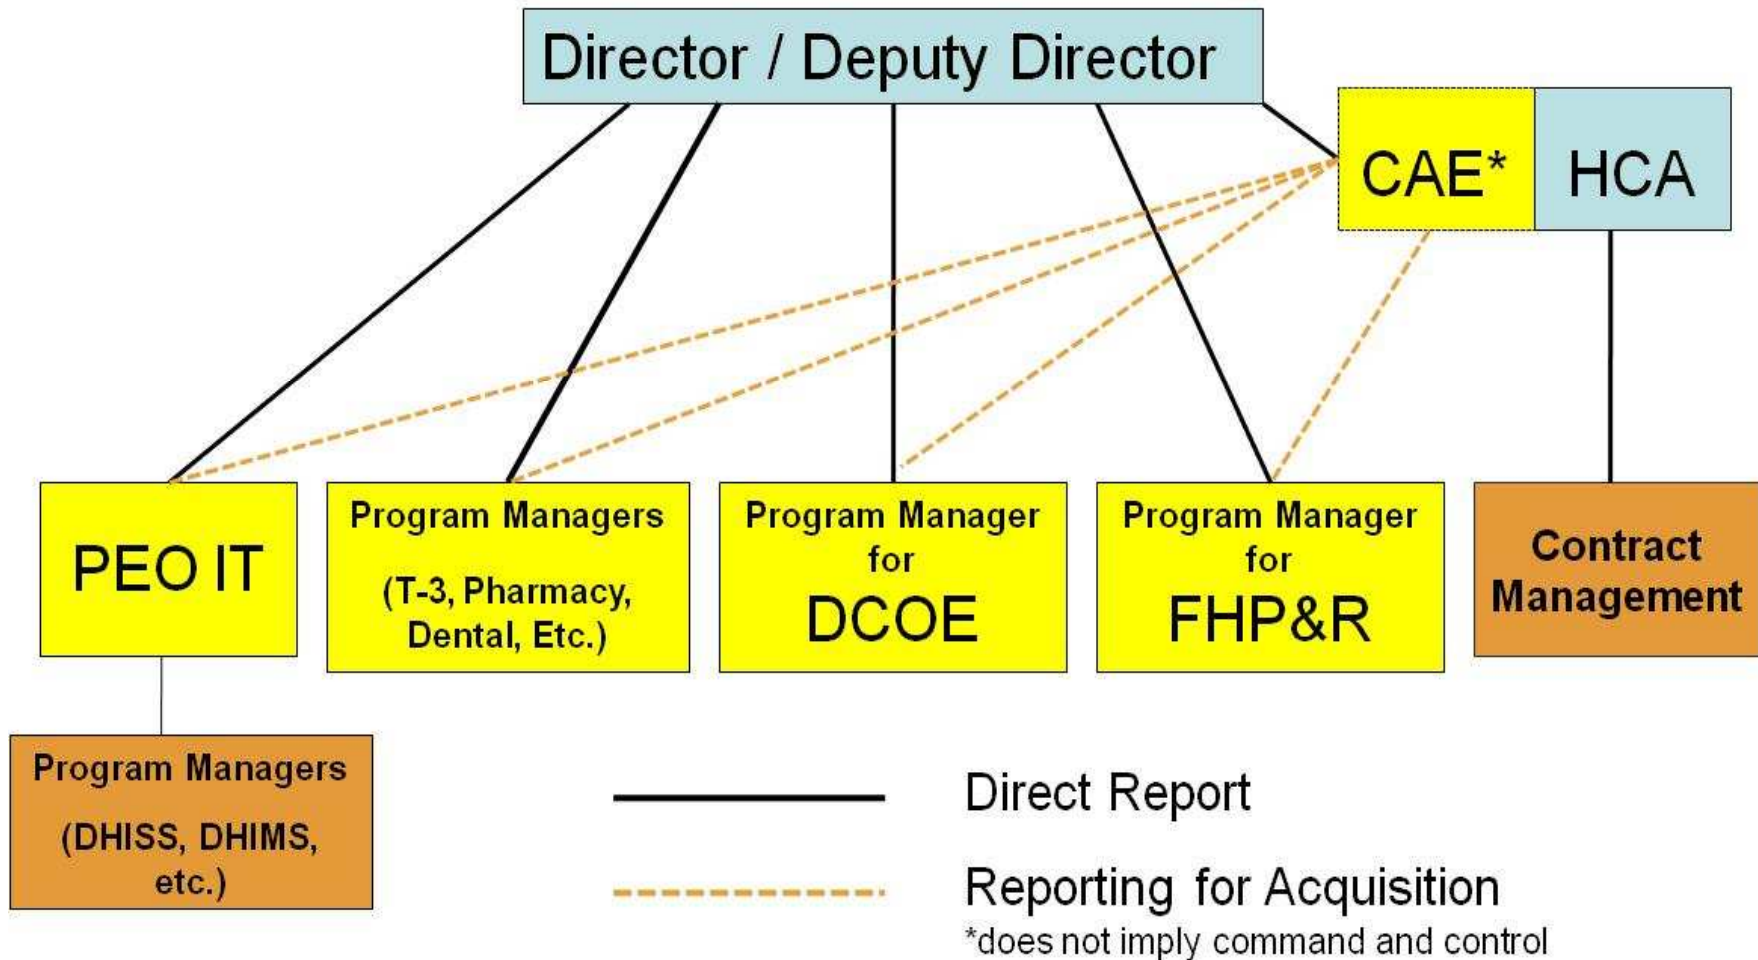 Director / Deputy Director
CAE*
HCA
PEO IT
Program Managers
(T-3, Pharmacy,
Dental, Etc.)
Program Manager
for
DCOE
Program Manager
for
FHP&R
Contract
Management
Program Managers
(DHISS, DHIMS,
etc.)
Direct Report
Reporting for Acquisition
*does not imply command and control